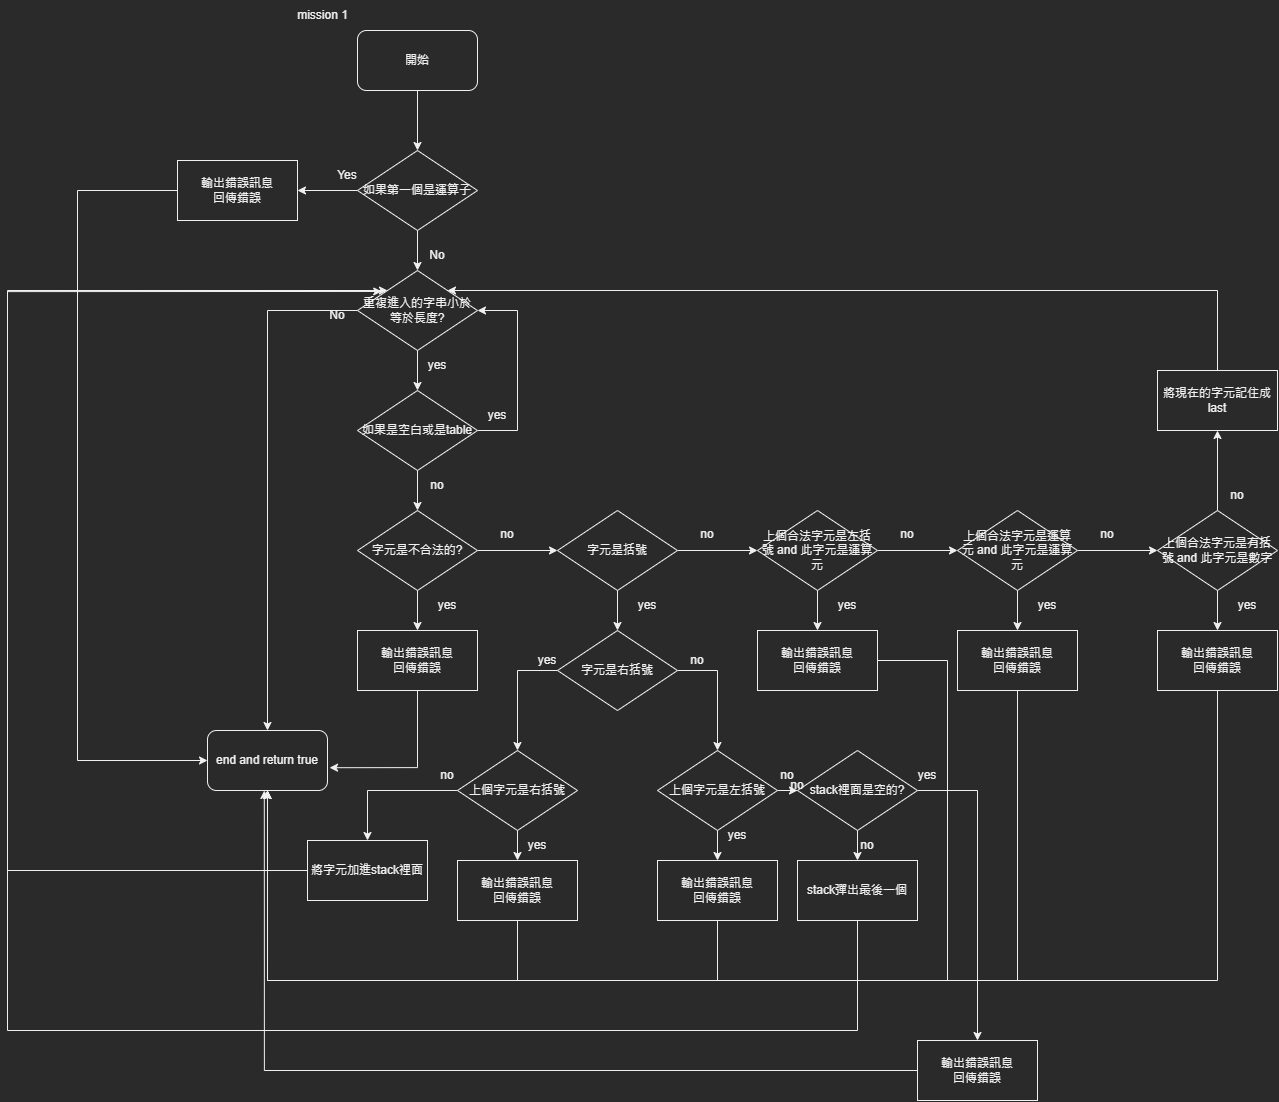 mission 1
開始
如果第一個是運算子
Yes
輸出錯誤訊息
回傳錯誤
No
重複進入的字串小於
等於長度?
No
yes
如果是空白或是table
yes
將現在的字元記住成
last
no
no
字元是不合法的?
no
字元是括號
no
上個合法字元是左括
號 and 此字元是運算
元
no
上個合法字元是運算
元 and 此字元是運算
元
no
上個合法字元是有括
號 and 此字元是數字
yes
yes
yes
yes
yes
輸出錯誤訊息
回傳錯誤
輸出錯誤訊息
回傳錯誤
輸出錯誤訊息
回傳錯誤
輸出錯誤訊息
回傳錯誤
yes
字元是右括號
no
end and return true
no
上個字元是右括號
上個字元是左括號
no
no
stack裡面是空的?
yes
yes
yes
no
將字元加進stack裡面
輸出錯誤訊息
回傳錯誤
輸出錯誤訊息
回傳錯誤
stack彈出最後一個
輸出錯誤訊息
回傳錯誤